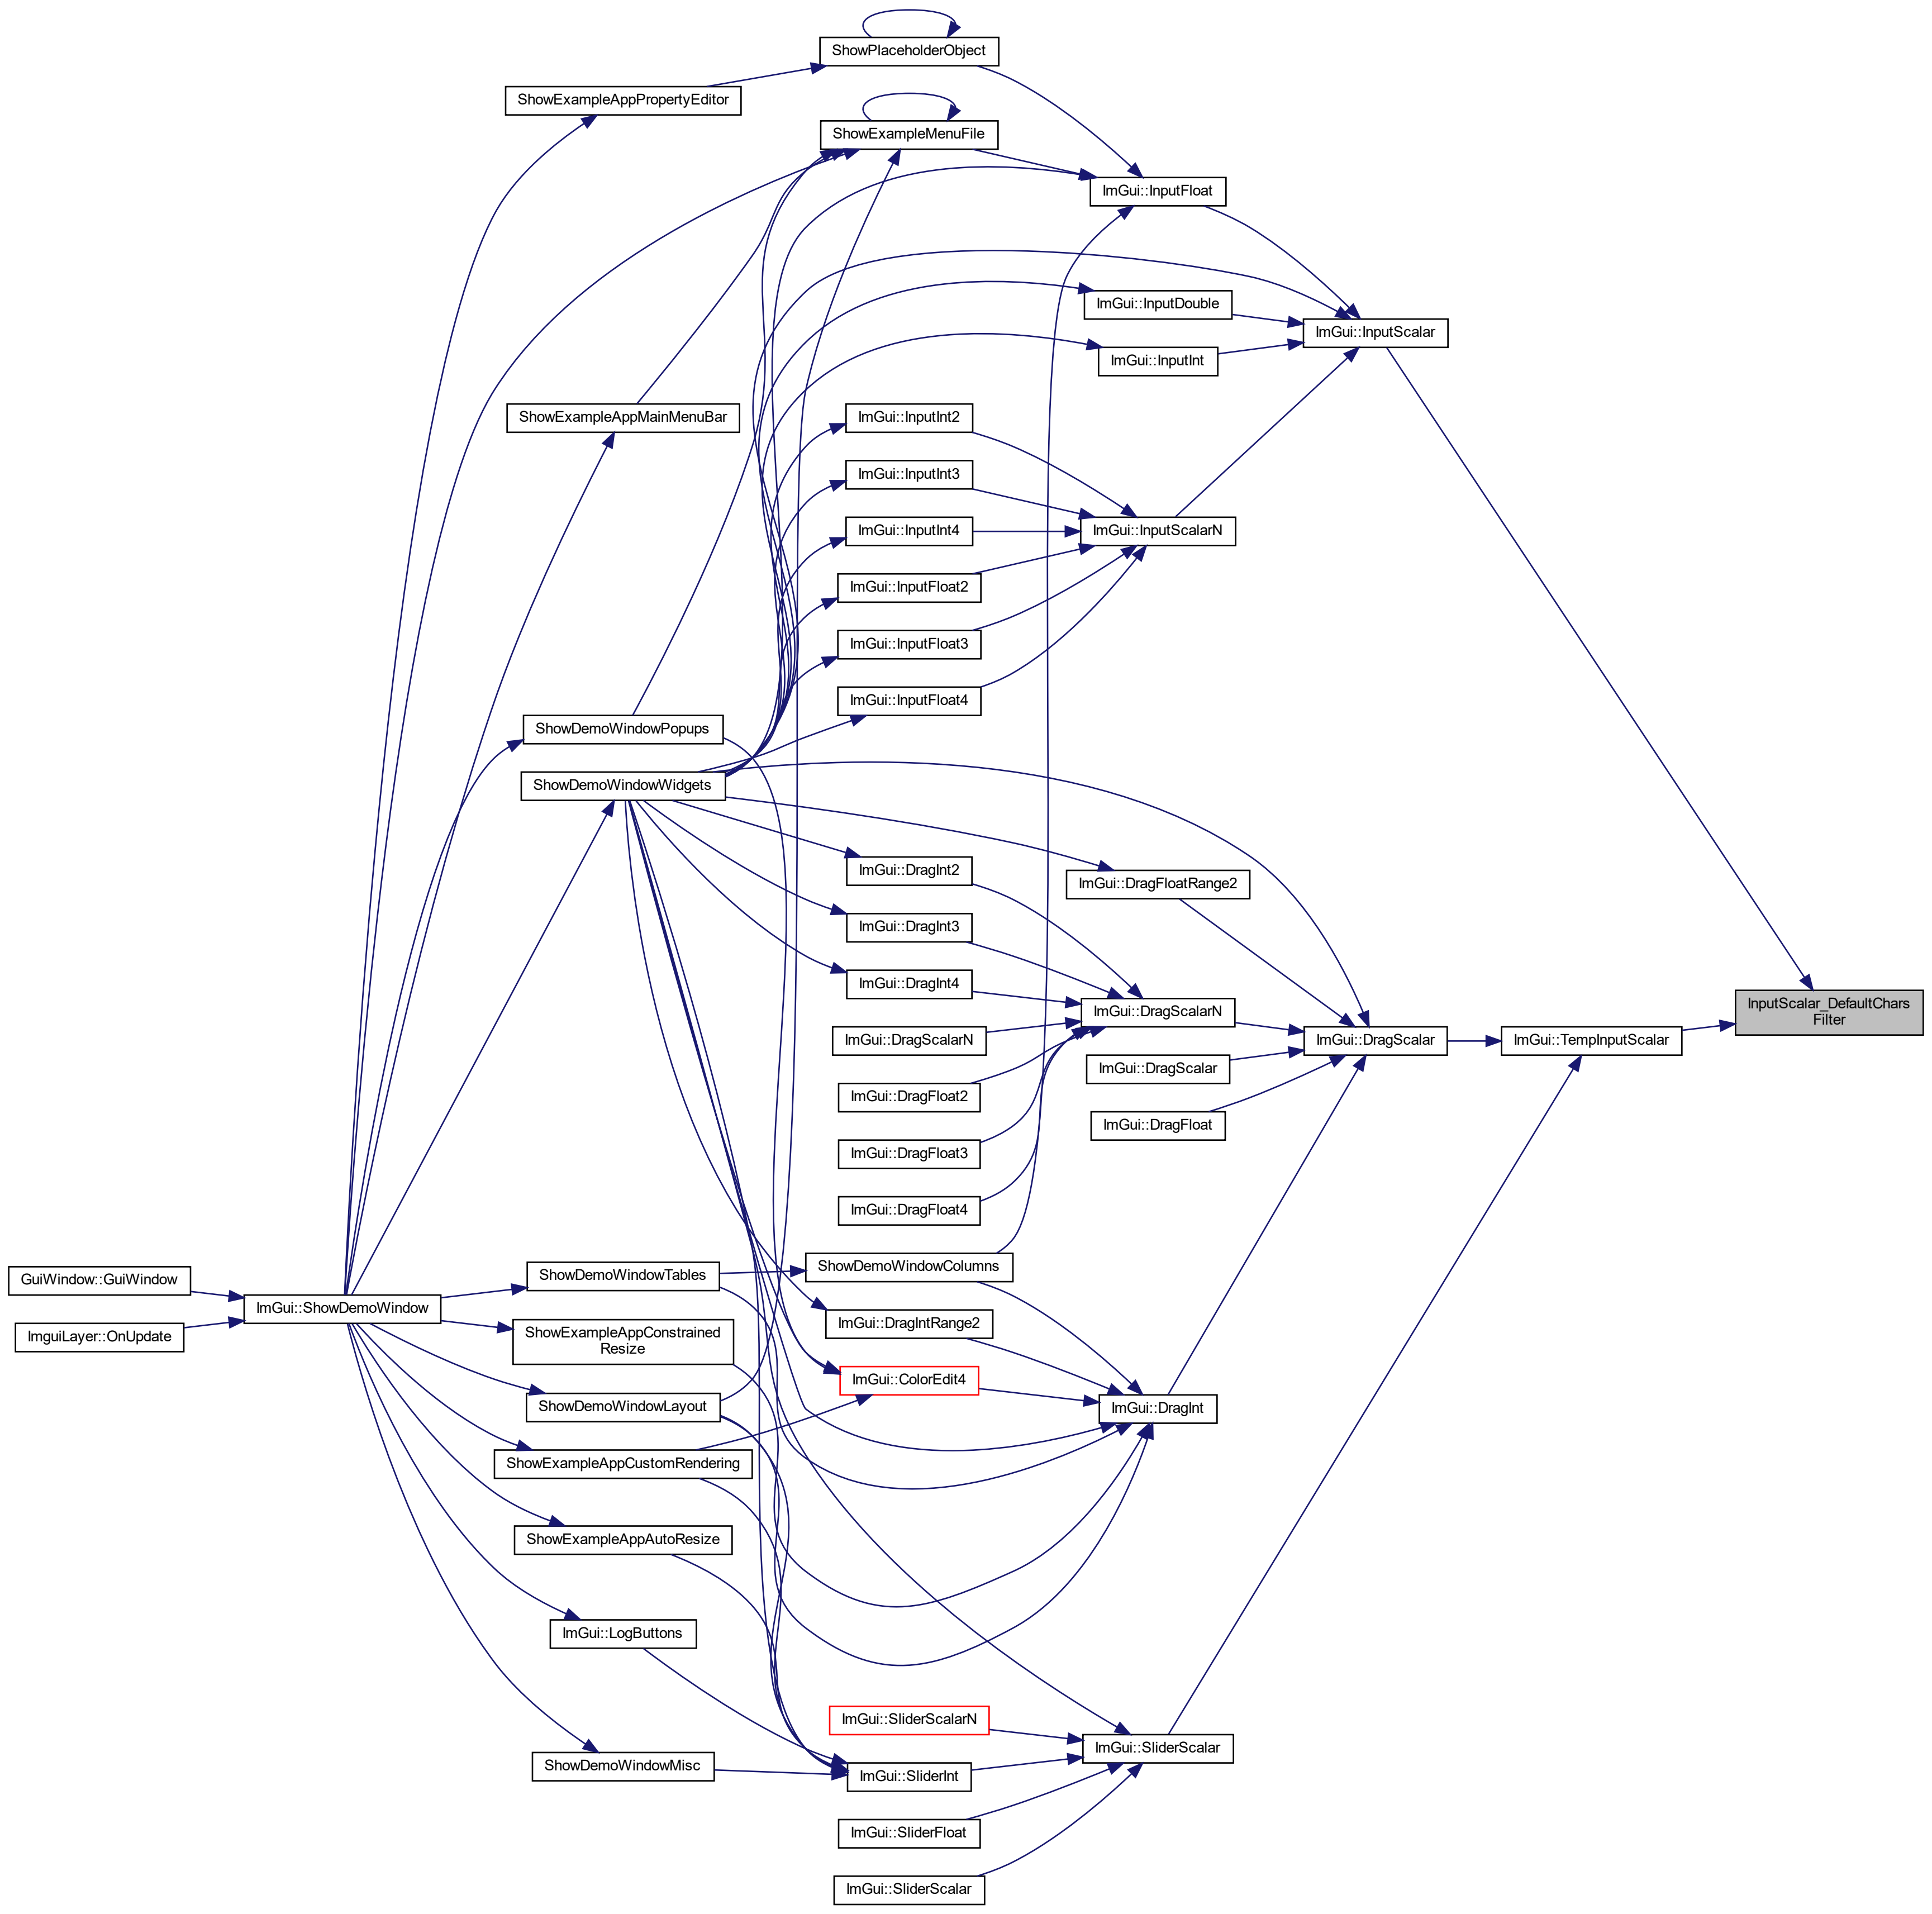 ShowPlaceholderObject
ShowExampleAppPropertyEditor
ShowExampleMenuFile
ImGui::InputFloat
ImGui::InputDouble
ImGui::InputScalar
ImGui::InputInt
ShowExampleAppMainMenuBar
ImGui::InputInt2
ImGui::InputInt3
ImGui::InputInt4
ImGui::InputScalarN
ImGui::InputFloat2
ImGui::InputFloat3
ImGui::InputFloat4
ShowDemoWindowPopups
ShowDemoWindowWidgets
ImGui::DragInt2
ImGui::DragFloatRange2
ImGui::DragInt3
ImGui::DragInt4
ImGui::DragScalarN
InputScalar_DefaultChars
Filter
ImGui::DragScalarN
ImGui::DragScalar
ImGui::TempInputScalar
ImGui::DragScalar
ImGui::DragFloat2
ImGui::DragFloat
ImGui::DragFloat3
ImGui::DragFloat4
GuiWindow::GuiWindow
ImGui::ShowDemoWindow
ImguiLayer::OnUpdate
ShowDemoWindowTables
ShowDemoWindowColumns
ShowExampleAppConstrained
Resize
ImGui::DragIntRange2
ImGui::ColorEdit4
ShowDemoWindowLayout
ImGui::DragInt
ShowExampleAppCustomRendering
ShowExampleAppAutoResize
ImGui::LogButtons
ImGui::SliderScalarN
ImGui::SliderScalar
ShowDemoWindowMisc
ImGui::SliderInt
ImGui::SliderFloat
ImGui::SliderScalar